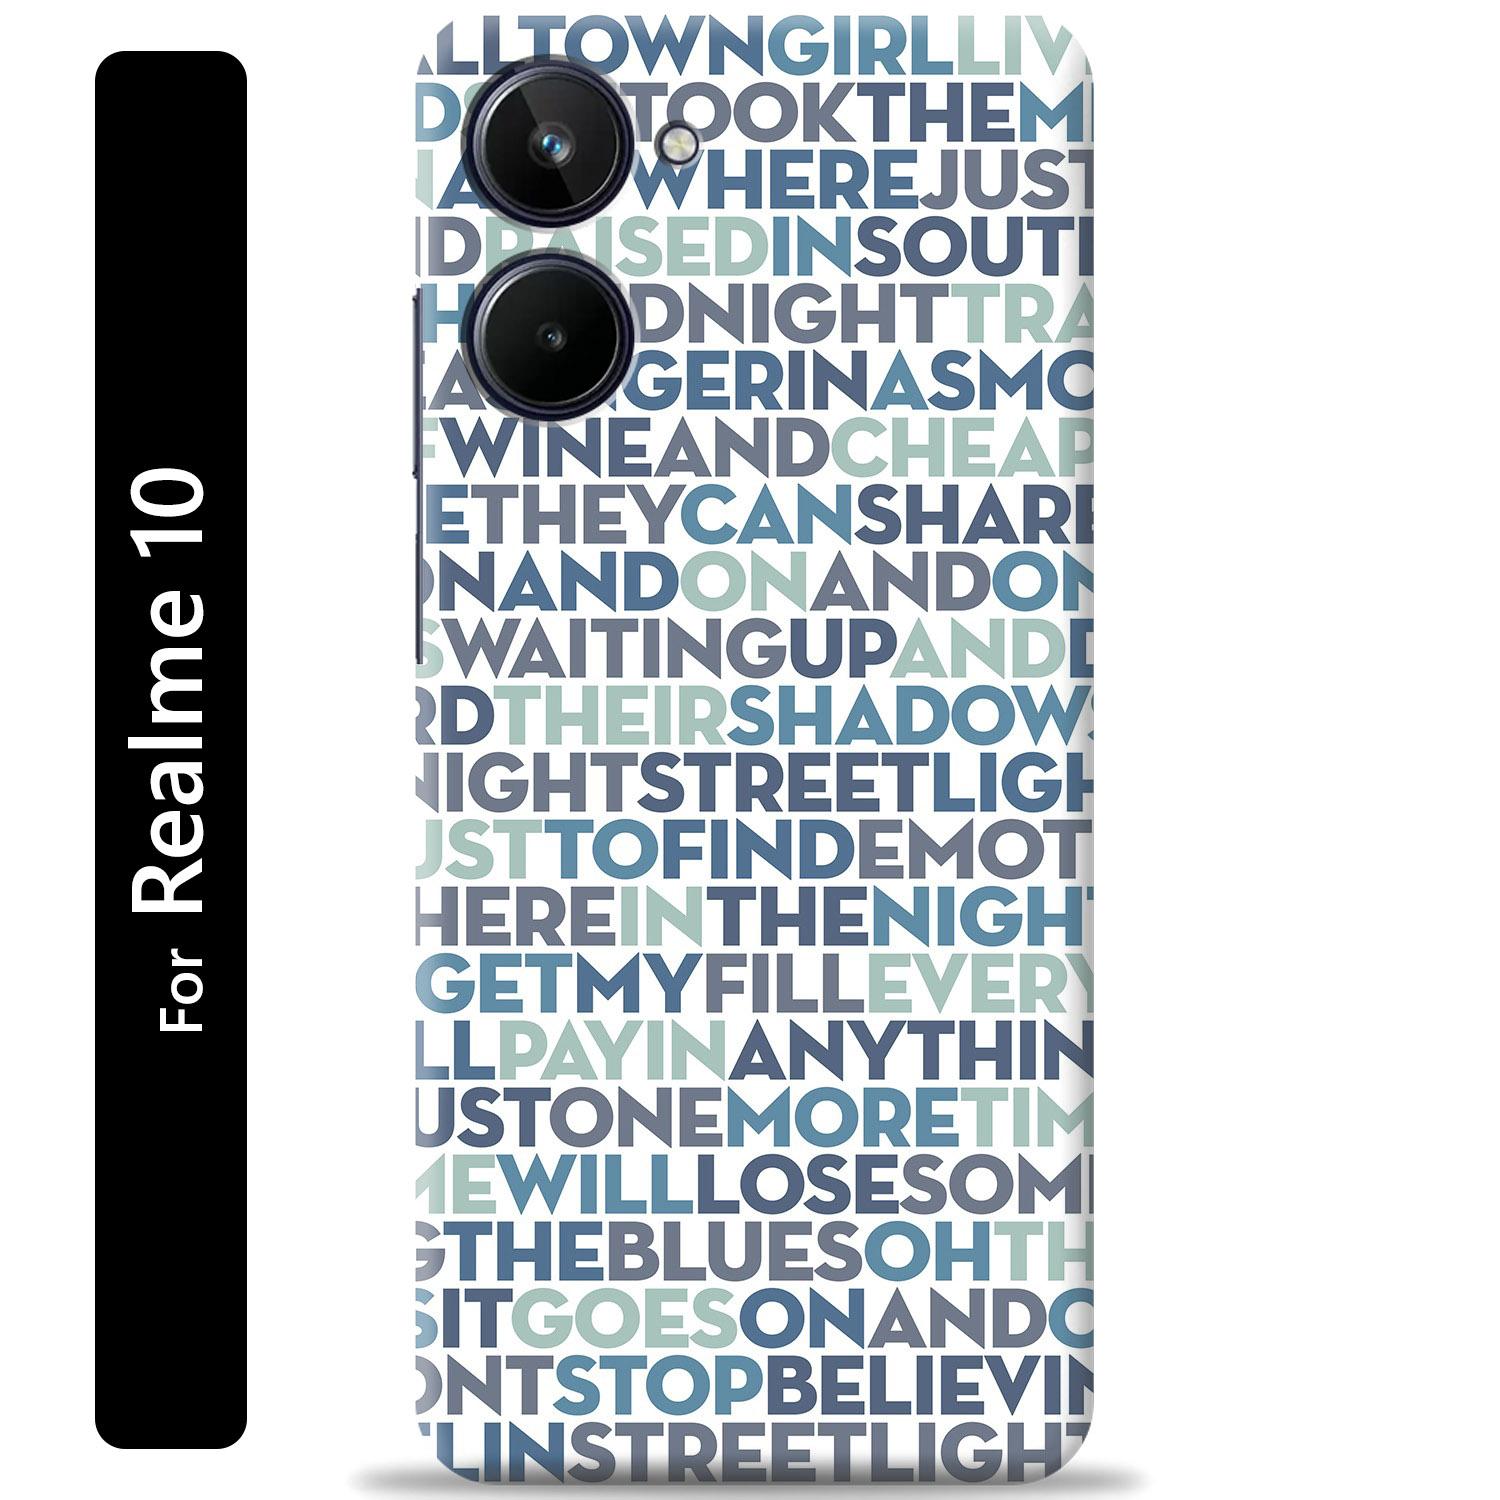 For Realme 10
LLTOWNGIRLLIV
TOOKTHEM
WHEREJUST
ISEDINSOUT
DNIGHTTRA
GERINASMO
WINEANDCHEAP
ETHEYCANSHARE
NANDONANDON
SWAITINGUPAND
RDTHEIRSHADOWS
NIGHTSTREETLIGH
USTTOFINDEMOT
HEREINTHENIGHT
GETMYFILLEVERY
LLPAYINANYTHIN
USTONEMORETIM
MEWILLLOSESOM
GTHEBLUESOHTH
SITGOESONANDO
ONTSTOPBELIEVIN
LINSTREETLIGHT